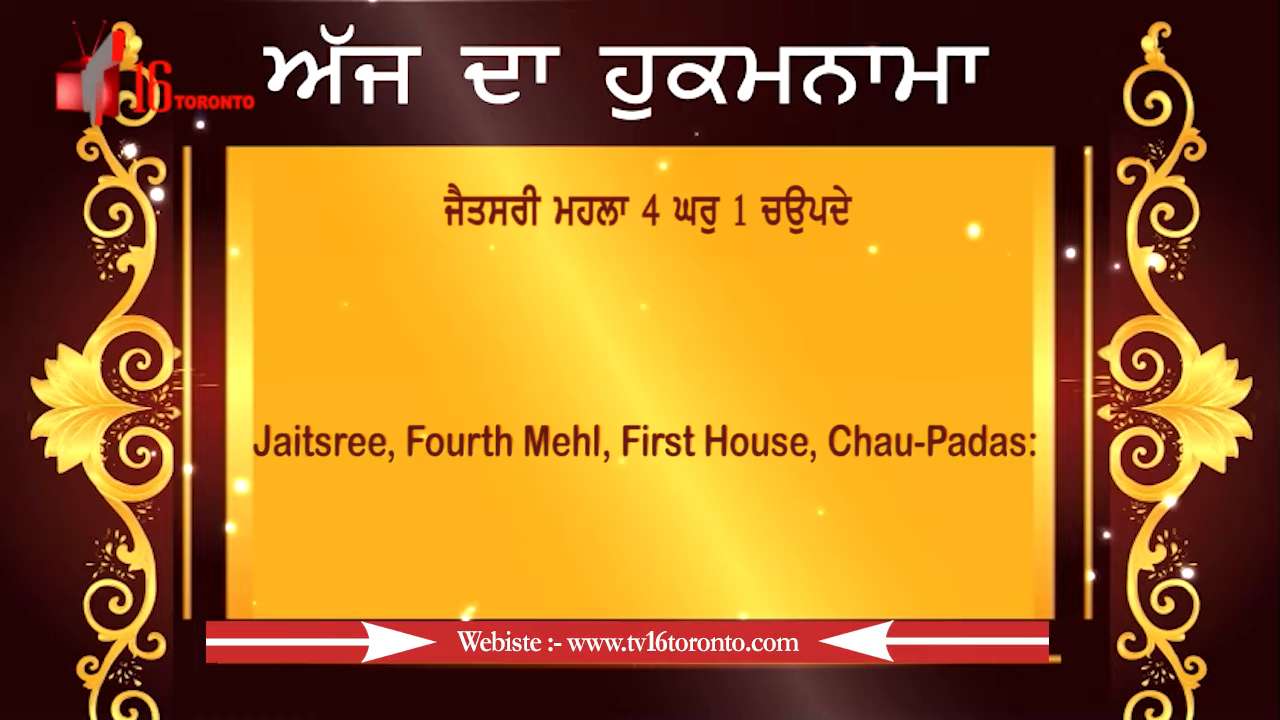 16 TORONTO
ਅੱਜ ਦਾ ਹੁਕਮਨਾਮਾ
ਜੈਤਸਰੀ ਮਹਲਾ 4 ਘਰੁ 1 ਚਉਪਦੇ
Jaitsree, Fourth Mehl, First House, Chau-Padas:
Webiste :- www.tv16toronto.com